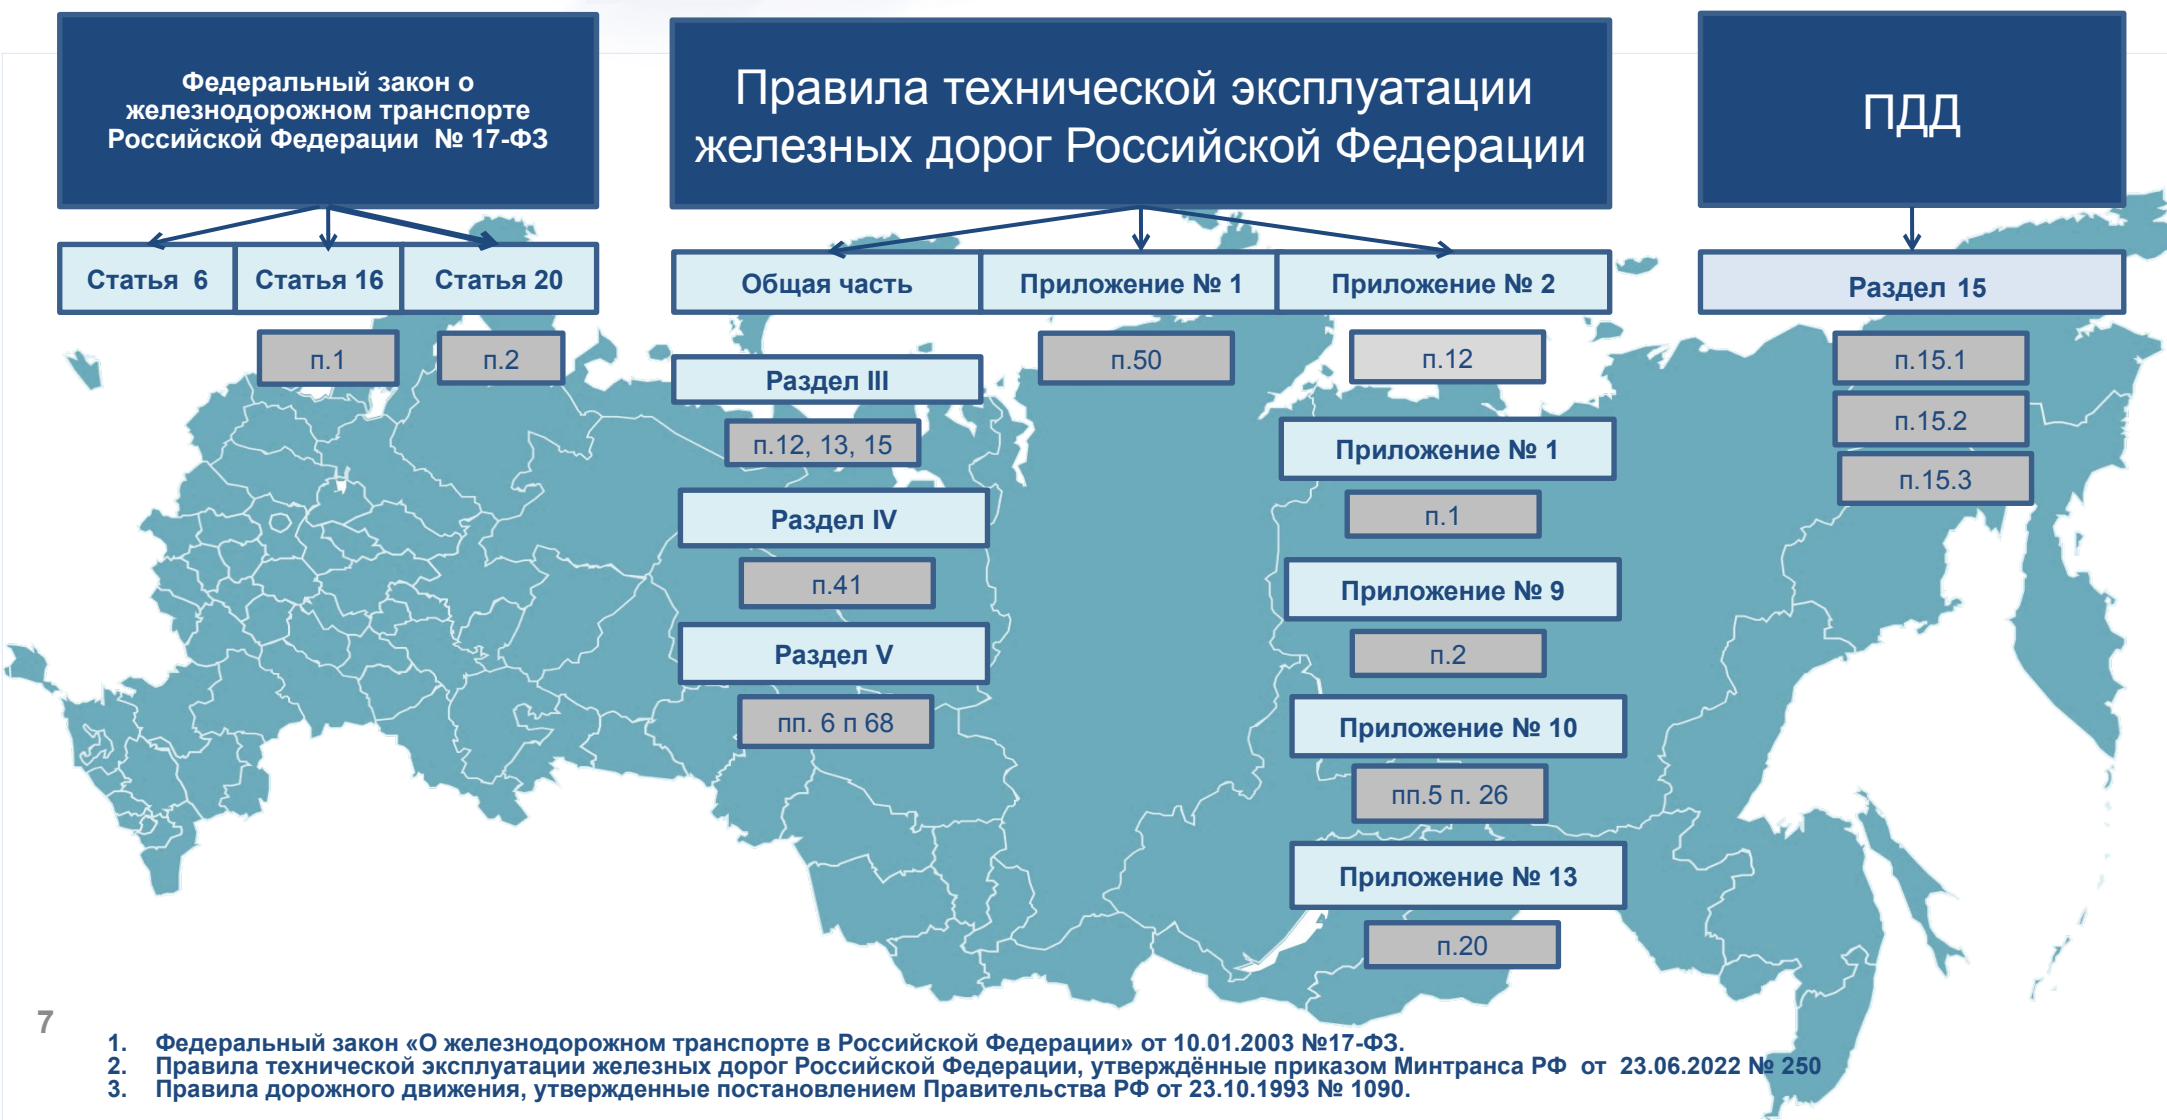 Федеральный закон о
железнодорожном транспорте
Российской Федерации № 17-ФЗ
Статья 6
Статья 16
Статья 20
п.1
п.2
Правила технической эксплуатации
железных дорог Российской Федерации
Общая часть
Приложение № 1
Приложение № 2
Раздел III
п.12, 13, 15
Раздел IV
п.41
Раздел V
пп. 6 п 68
п.50
п.12
Приложение № 1
п.1
Приложение № 9
п.2
Приложение № 10
пп.5 п. 26
Приложение № 13
п.20
ПДД
Раздел 15
п.15.1
п.15.2
п.15.3
7
1. Федеральный закон «О железнодорожном транспорте в Российской Федерации» от 10.01.2003 №17-ФЗ.
2. Правила технической эксплуатации железных дорог Российской Федерации, утверждённые приказом Минтранса РФ от 23.06.2022 № 250
3. Правила дорожного движения, утвержденные постановлением Правительства РФ от 23.10.1993 № 1090.